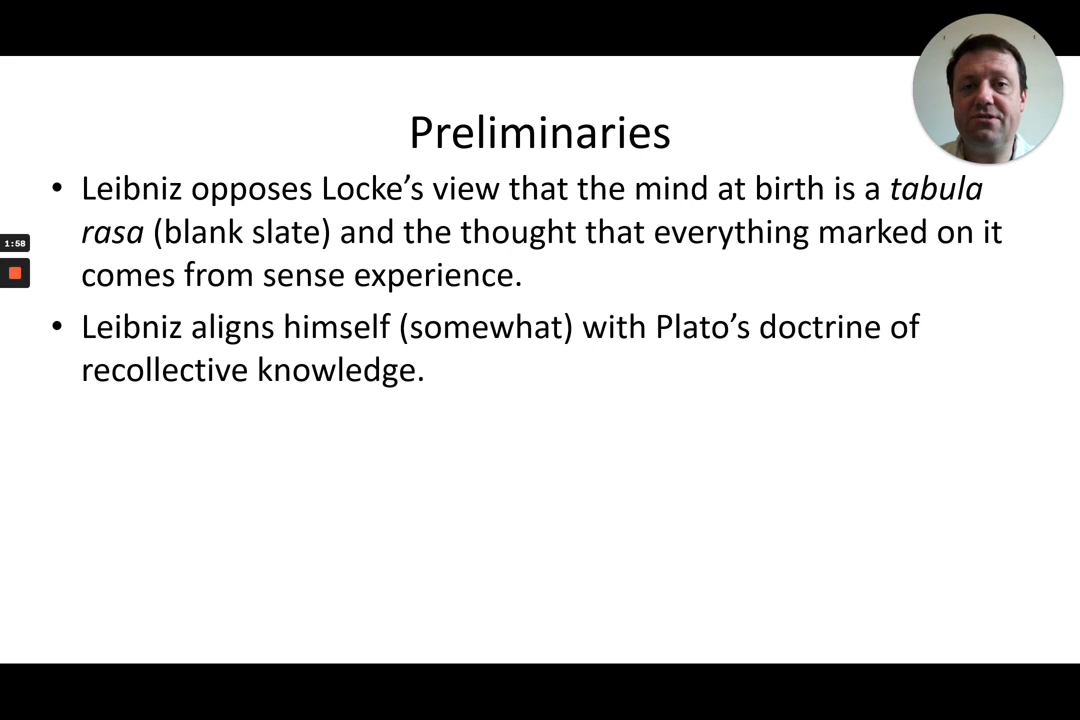 Preliminaries
• Leibniz opposes Locke’s view that the mind at birth is a tabula
rasa (blank slate) and the thought that everything marked on it
comes from sense experience.
• Leibniz aligns himself (somewhat) with Plato’s doctrine of
recollective knowledge.
1:58